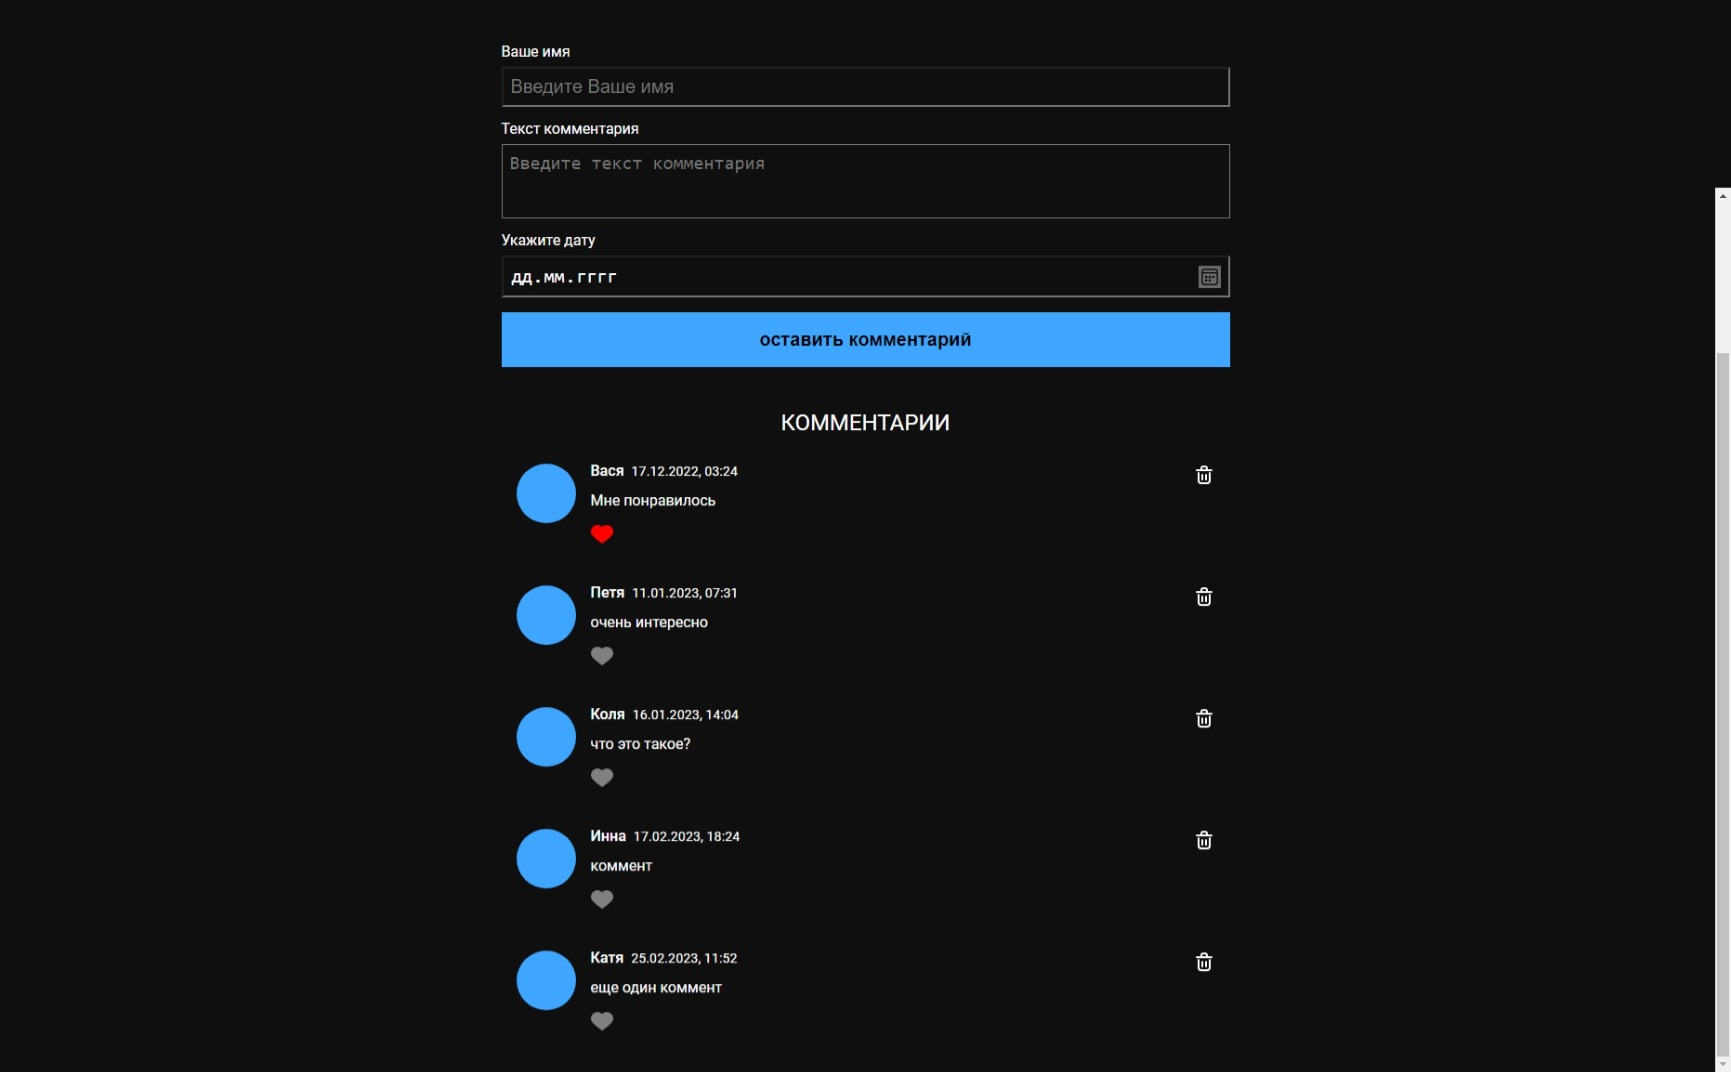 Ваше имя
Введите Ваше имя
Текст комментария
Введите текст комментария
Укажите дату
дд.мм.гггг
оставить комментарий
КОММЕНТАРИИ
Вася 17.12.2022, 03:24
Мне понравилось
Петя 11.01.2023, 07:31
очень интересно
Коля 16.01.2023, 14:04
что это такое?
Инна 17.02.2023, 18:24
коммент
Катя 25.02.2023, 11:52
еще один коммент